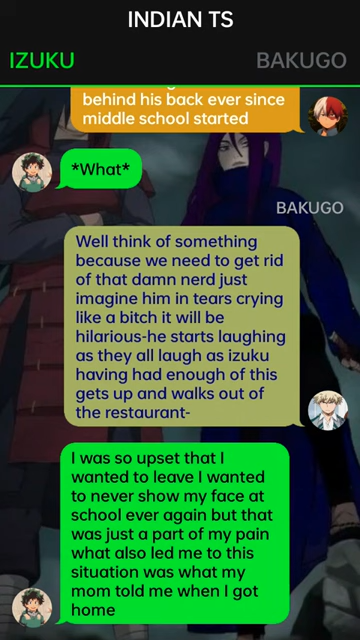 INDIAN TS
IZUKU
BAKUGO
behind his back ever since
middle school started
*What*
BAKUGO
Well think of something
because we need to get rid
of that damn nerd just
imagine him in tears crying
like a bitch it will be
hilarious-he starts laughing
as they all laugh as izuku
having had enough of this
gets up and walks out of
the restaurant-
I was so upset that I
wanted to leave I wanted
to never show my face at
school ever again but that
was just a part of my pain
what also led me to this
situation was what my
mom told me when I got
home